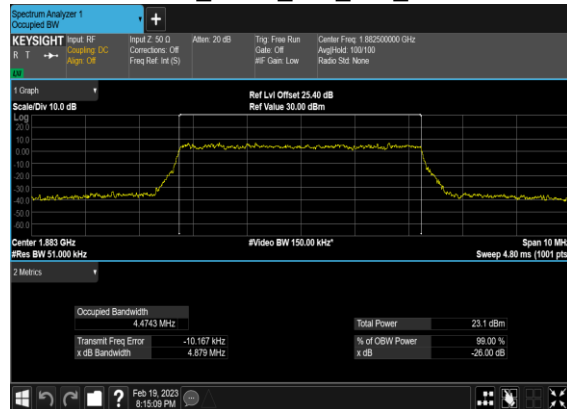 Spectrum Analyzer 1
Occupied BW
+
KEYSIGHT Input: RF Input Z: 50 Ω Atten: 20 dB Trig: Free Run Center Freq: 1.882500000 GHz
R T Coupling: DC Corrections: Off Gate: Off Avg|Hold: 100/100
Align: Off Freq Ref: Int (S) #IF Gain: Low Radio Std: None
LXI
1 Graph Ref Lvl Offset 25.40 dB
Scale/Div 10.0 dB Ref Value 30.00 dBm
Log
20.0
10.0
0.00
-10.0
-20.0
-30.0
-40.0
-50.0
-60.0
Center 1.883 GHz #Video BW 150.00 kHz* Span 10 MH
#Res BW 51.000 kHz Sweep 4.80 ms (1001 pts
2 Metrics
Occupied Bandwidth
4.4743 MHz Total Power 23.1 dBm
Transmit Freq Error -10.167 kHz % of OBW Power 99.00 %
x dB Bandwidth 4.879 MHz x dB -26.00 dB
? Feb 19, 2023
8:15:09 PM